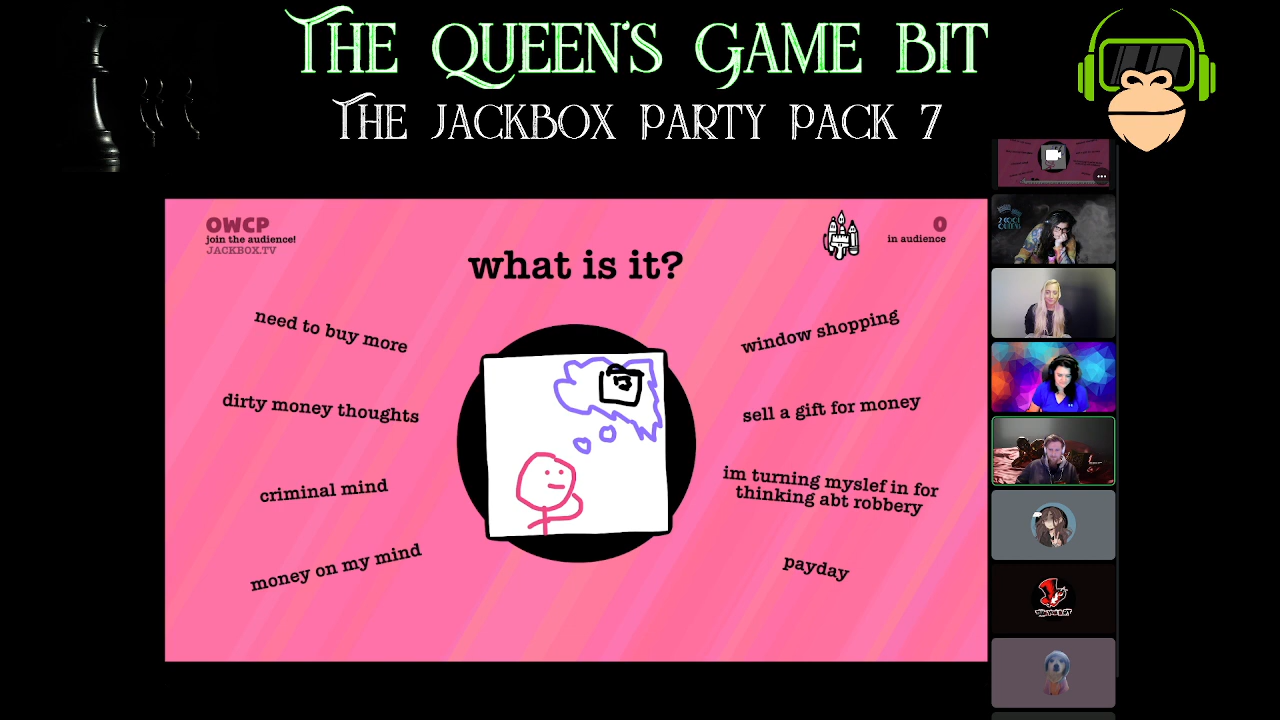 THE QUEEN'S GAME BIT
THE JACKBOX PARTY PACK 7
OWCP
join the audience!
JACKBOX.TV
0
in audience
what is it?
need to buy more
dirty money thoughts
criminal mind
money on my mind
window shopping
sell a gift for money
im turning myslef in for
thinking abt robbery
payday